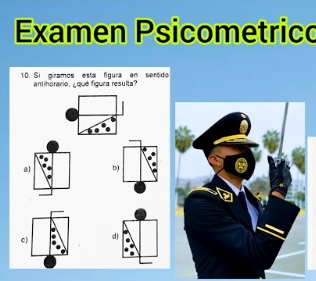 Examen Psicometrico
10. Si giramos esta figura en sentido
antihorario, ¿qué figura resulta?
a)
b)
c)
d)